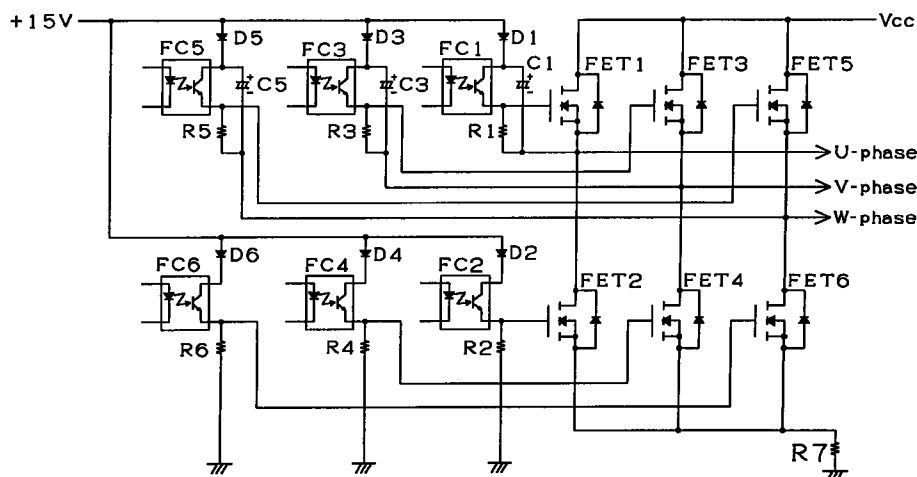 +15V
Vcc
D5
D3
D1
FC5
FC3
FC1
C1
FET1
FET3
FET5
+
-
C5
+
-
C3
+
-
R5
R3
R1
U-phase
V-phase
W-phase
D6
D4
D2
FC6
FC4
FC2
FET2
FET4
FET6
R6
R4
R2
R7